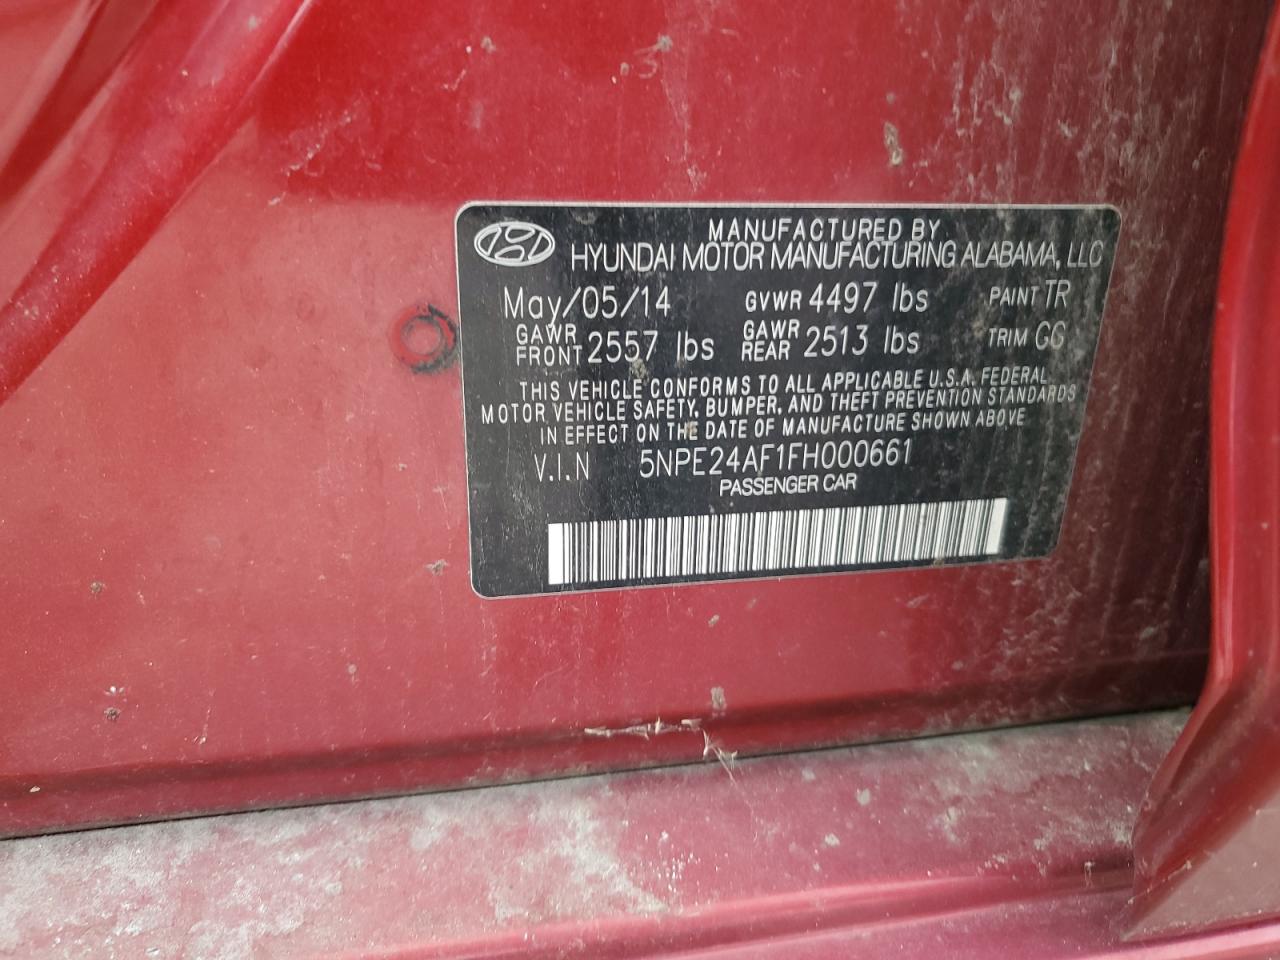 MANUFACTURED BY
HYUNDAI MOTOR MANUFACTURING ALABAMA, LLC
May/05/14 GVWR 4497 lbs PAINT TR
GAWR FRONT 2557 lbs GAWR REAR 2513 lbs TRIM GG
THIS VEHICLE CONFORMS TO ALL APPLICABLE U.S.A. FEDERAL
MOTOR VEHICLE SAFETY, BUMPER, AND THEFT PREVENTION STANDARDS
IN EFFECT ON THE DATE OF MANUFACTURE SHOWN ABOVE
V.I.N 5NPE24AF1FH000661
PASSENGER CAR